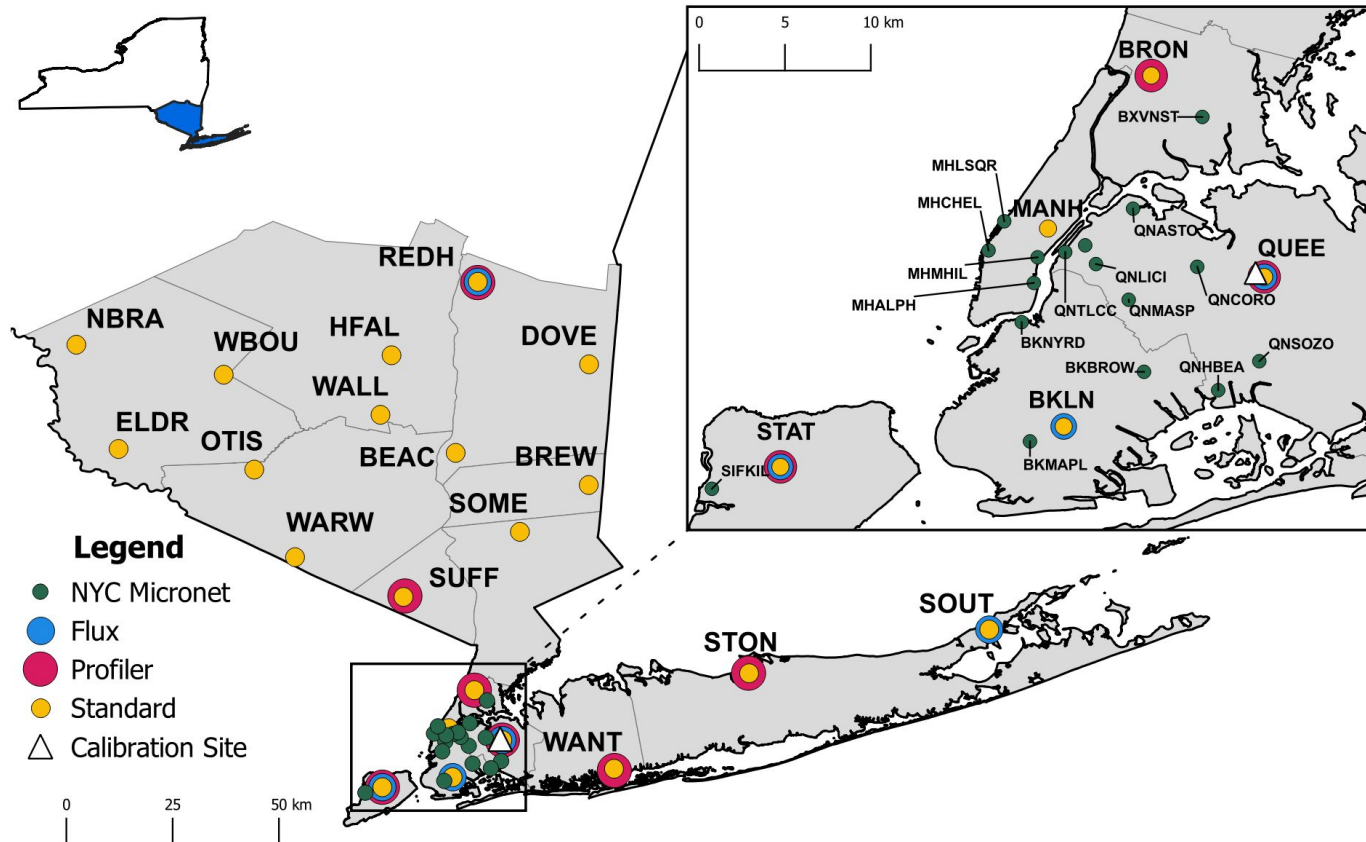 0 5 10 km
BRON
BXVNST
MHLSQR
MHCHEL
MANH
QNASTO
QUEE
MHMHIL
QNLICI
MHALPH
QNTLCC
QNMASP
QNCORO
BKNYRD
BKBROW
QNHBEA
QNSOZO
BKLN
STAT
BKMAPL
SIFKIL
REDH
NBRA
WBOU
HFAL
DOVE
WALL
ELDR
OTIS
BEAC
BREW
SOME
WARW
SUFF
SOUT
STON
WANT
Legend
NYC Micronet
Flux
Profiler
Standard
Calibration Site
0 25 50 km